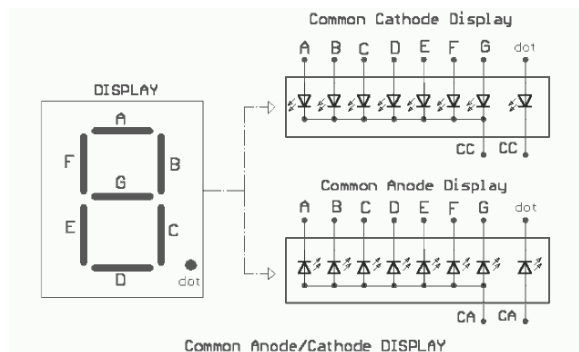 Common Cathode Display
A B C D E F G dot
CC CC
DISPLAY
A
F
B
G
E
C
D
dot
Common Anode Display
A B C D E F G dot
CA CA
Common Anode/Cathode DISPLAY